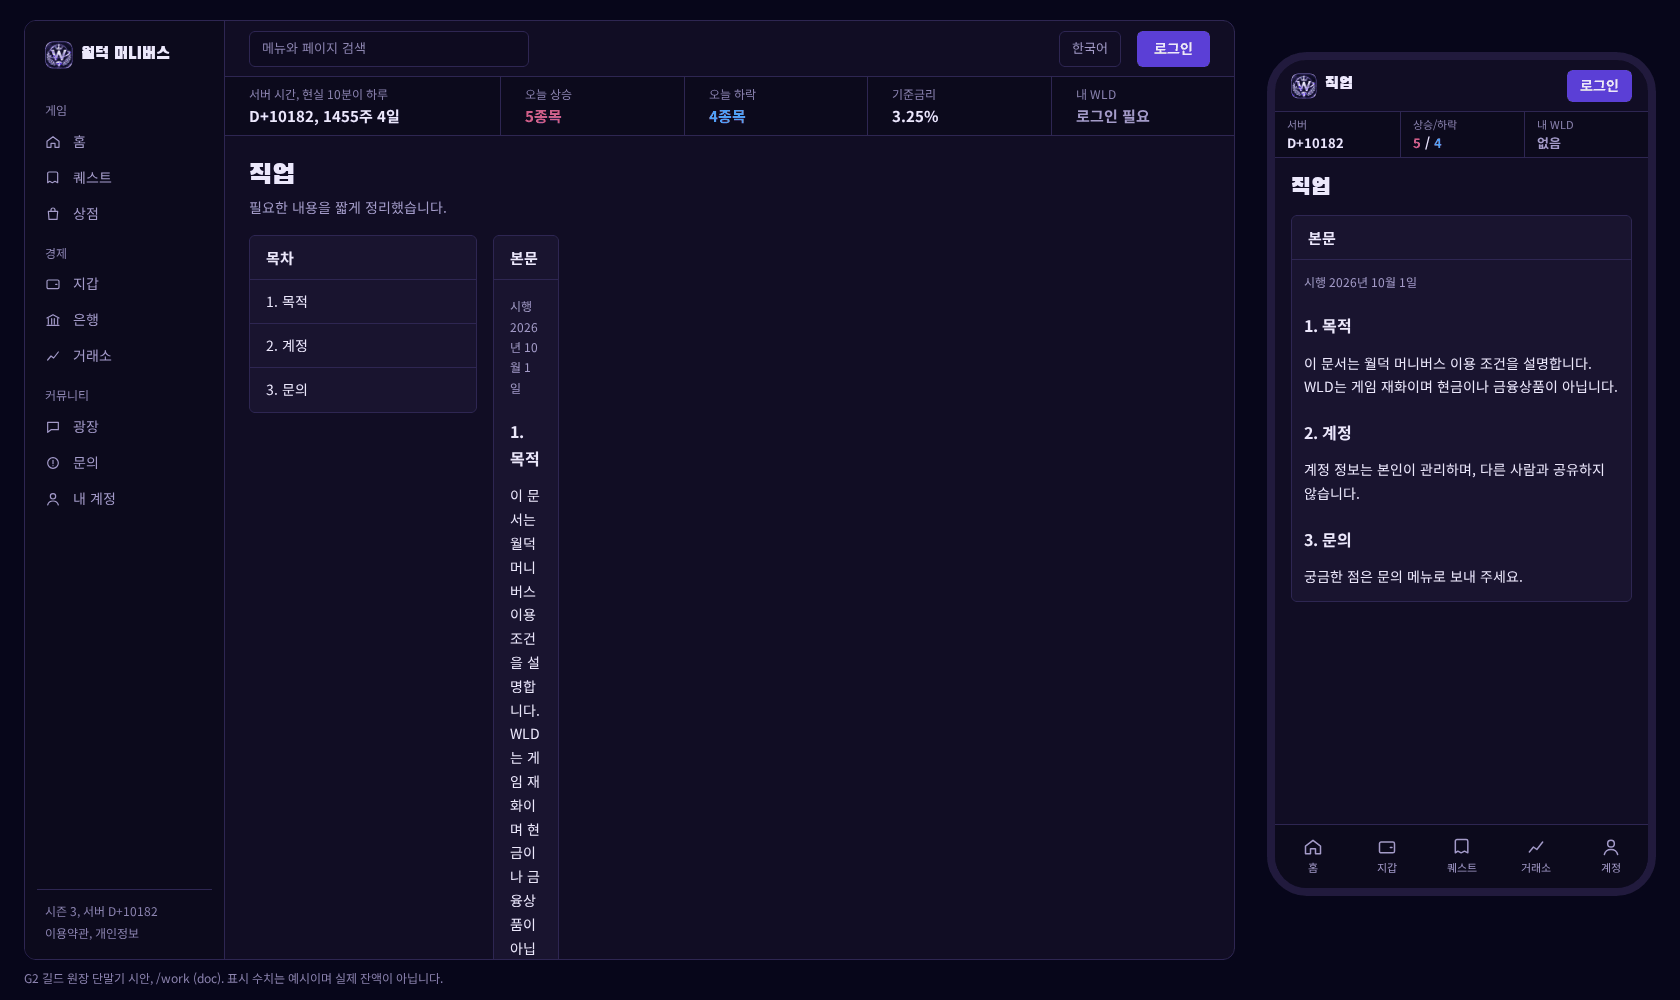 월덕 머니버스
게임
홈
퀘스트
상점
경제
지갑
은행
거래소
커뮤니티
광장
문의
내 계정
시즌 3, 서버 D+10182
이용약관, 개인정보
메뉴와 페이지 검색
한국어
로그인
서버 시간, 현실 10분이 하루
D+10182, 1455주 4일
오늘 상승
5종목
오늘 하락
4종목
기준금리
3.25%
내 WLD
로그인 필요
직업
필요한 내용을 짧게 정리했습니다.
목차
1. 목적
2. 계정
3. 문의
본문
시행
2026
년 10
월 1
일
1.
목적
이 문
서는
월덕
머니
버스
이용
조건
을 설
명합
니다.
WLD
는 게
임 재
화이
며 현
금이
나 금
융상
품이
아닙
직업
로그인
서버
D+10182
상승/하락
5 / 4
내 WLD
없음
직업
본문
시행 2026년 10월 1일
1. 목적
이 문서는 월덕 머니버스 이용 조건을 설명합니다.
WLD는 게임 재화이며 현금이나 금융상품이 아닙니다.
2. 계정
계정 정보는 본인이 관리하며, 다른 사람과 공유하지
않습니다.
3. 문의
궁금한 점은 문의 메뉴로 보내 주세요.
홈
지갑
퀘스트
거래소
계정
G2 길드 원장 단말기 시안, /work (doc). 표시 수치는 예시이며 실제 잔액이 아닙니다.